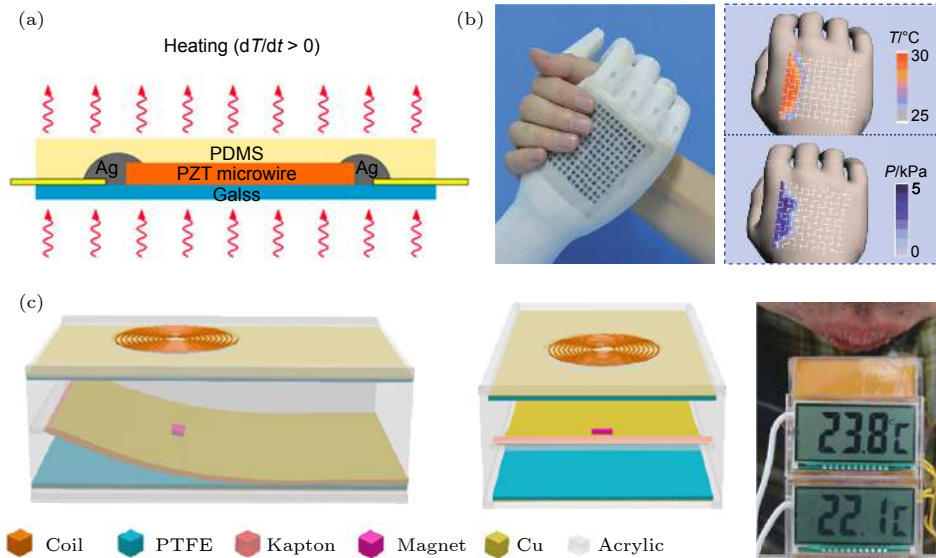 (a)
Heating (dT/dt > 0)
PDMS
Ag
PZT microwire
Ag
Galss
(b)
T/°C
30
25
P/kPa
5
0
(c)
23.8°C
22.1°C
Coil
PTFE
Kapton
Magnet
Cu
Acrylic